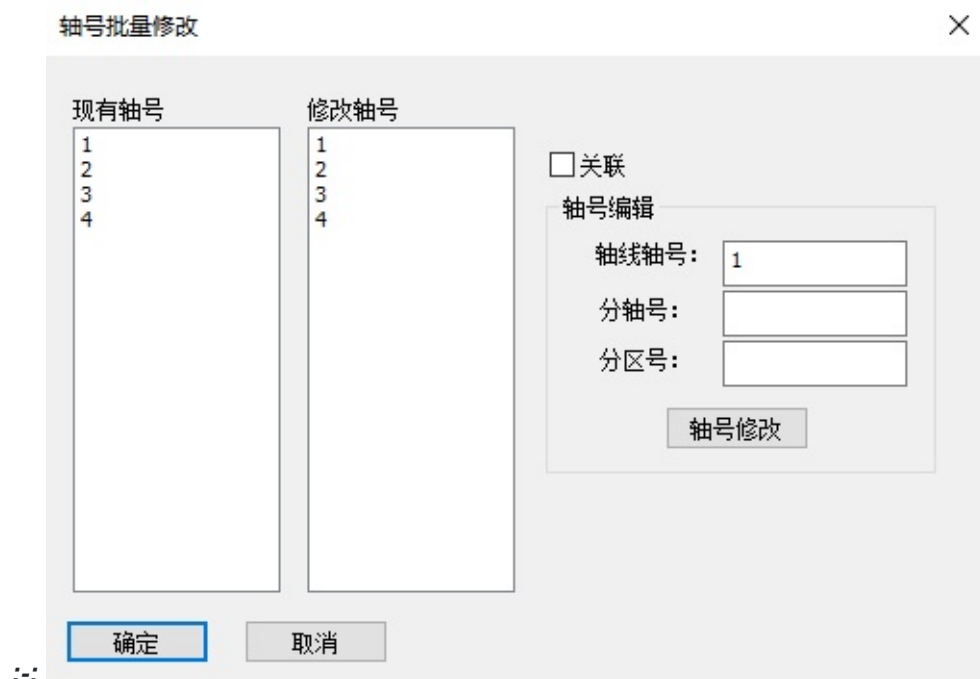 轴号批量修改
现有轴号
1
2
3
4
修改轴号
1
2
3
4
关联
轴号编辑
轴线轴号: 1
分轴号:
分区号:
轴号修改
确定
取消